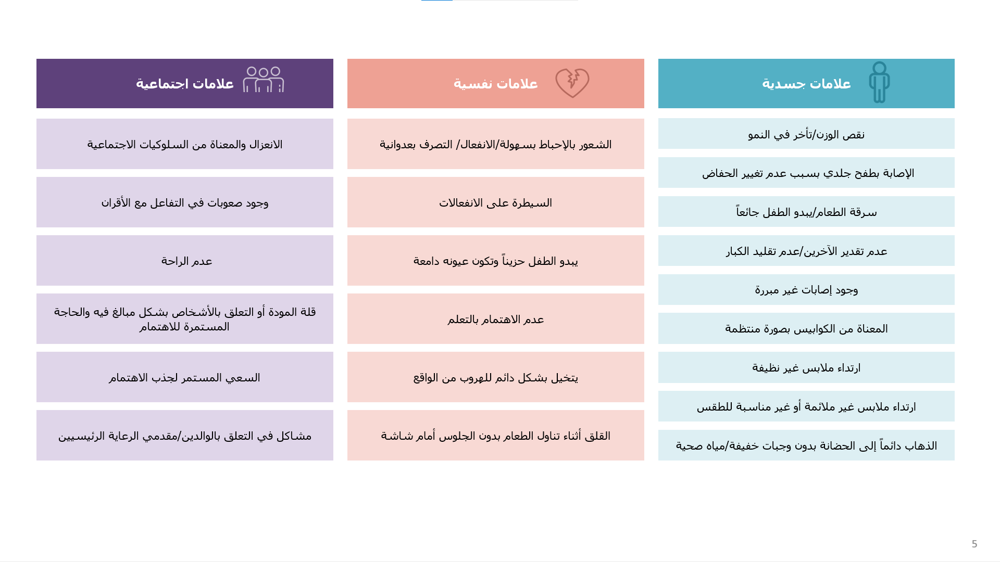 علامات جسدية
نقص الوزن/تأخر في النمو
الإصابة بطفح جلدي بسبب عدم تغيير الحفاض
سرقة الطعام/يبدو الطفل جائعاً
عدم تقدير الآخرين/عدم تقليد الكبار
وجود إصابات غير مبررة
المعناة من الكوابيس بصورة منتظمة
ارتداء ملابس غير نظيفة
ارتداء ملابس غير ملائمة أو غير مناسبة للطقس
الذهاب دائماً إلى الحضانة بدون وجبات خفيفة/مياه صحية
علامات نفسية
الشعور بالإحباط بسهولة/الانفعال/ التصرف بعدوانية
السيطرة على الانفعالات
يبدو الطفل حزيناً وتكون عيونه دامعة
عدم الاهتمام بالتعلم
يتخيل بشكل دائم للهروب من الواقع
القلق أثناء تناول الطعام بدون الجلوس أمام شاشة
علامات اجتماعية
الانعزال والمعناة من السلوكيات الاجتماعية
وجود صعوبات في التفاعل مع الأقران
عدم الراحة
قلة المودة أو التعلق بالأشخاص بشكل مبالغ فيه والحاجة
المستمرة للاهتمام
السعي المستمر لجذب الاهتمام
مشاكل في التعلق بالوالدين/مقدمي الرعاية الرئيسيين
5